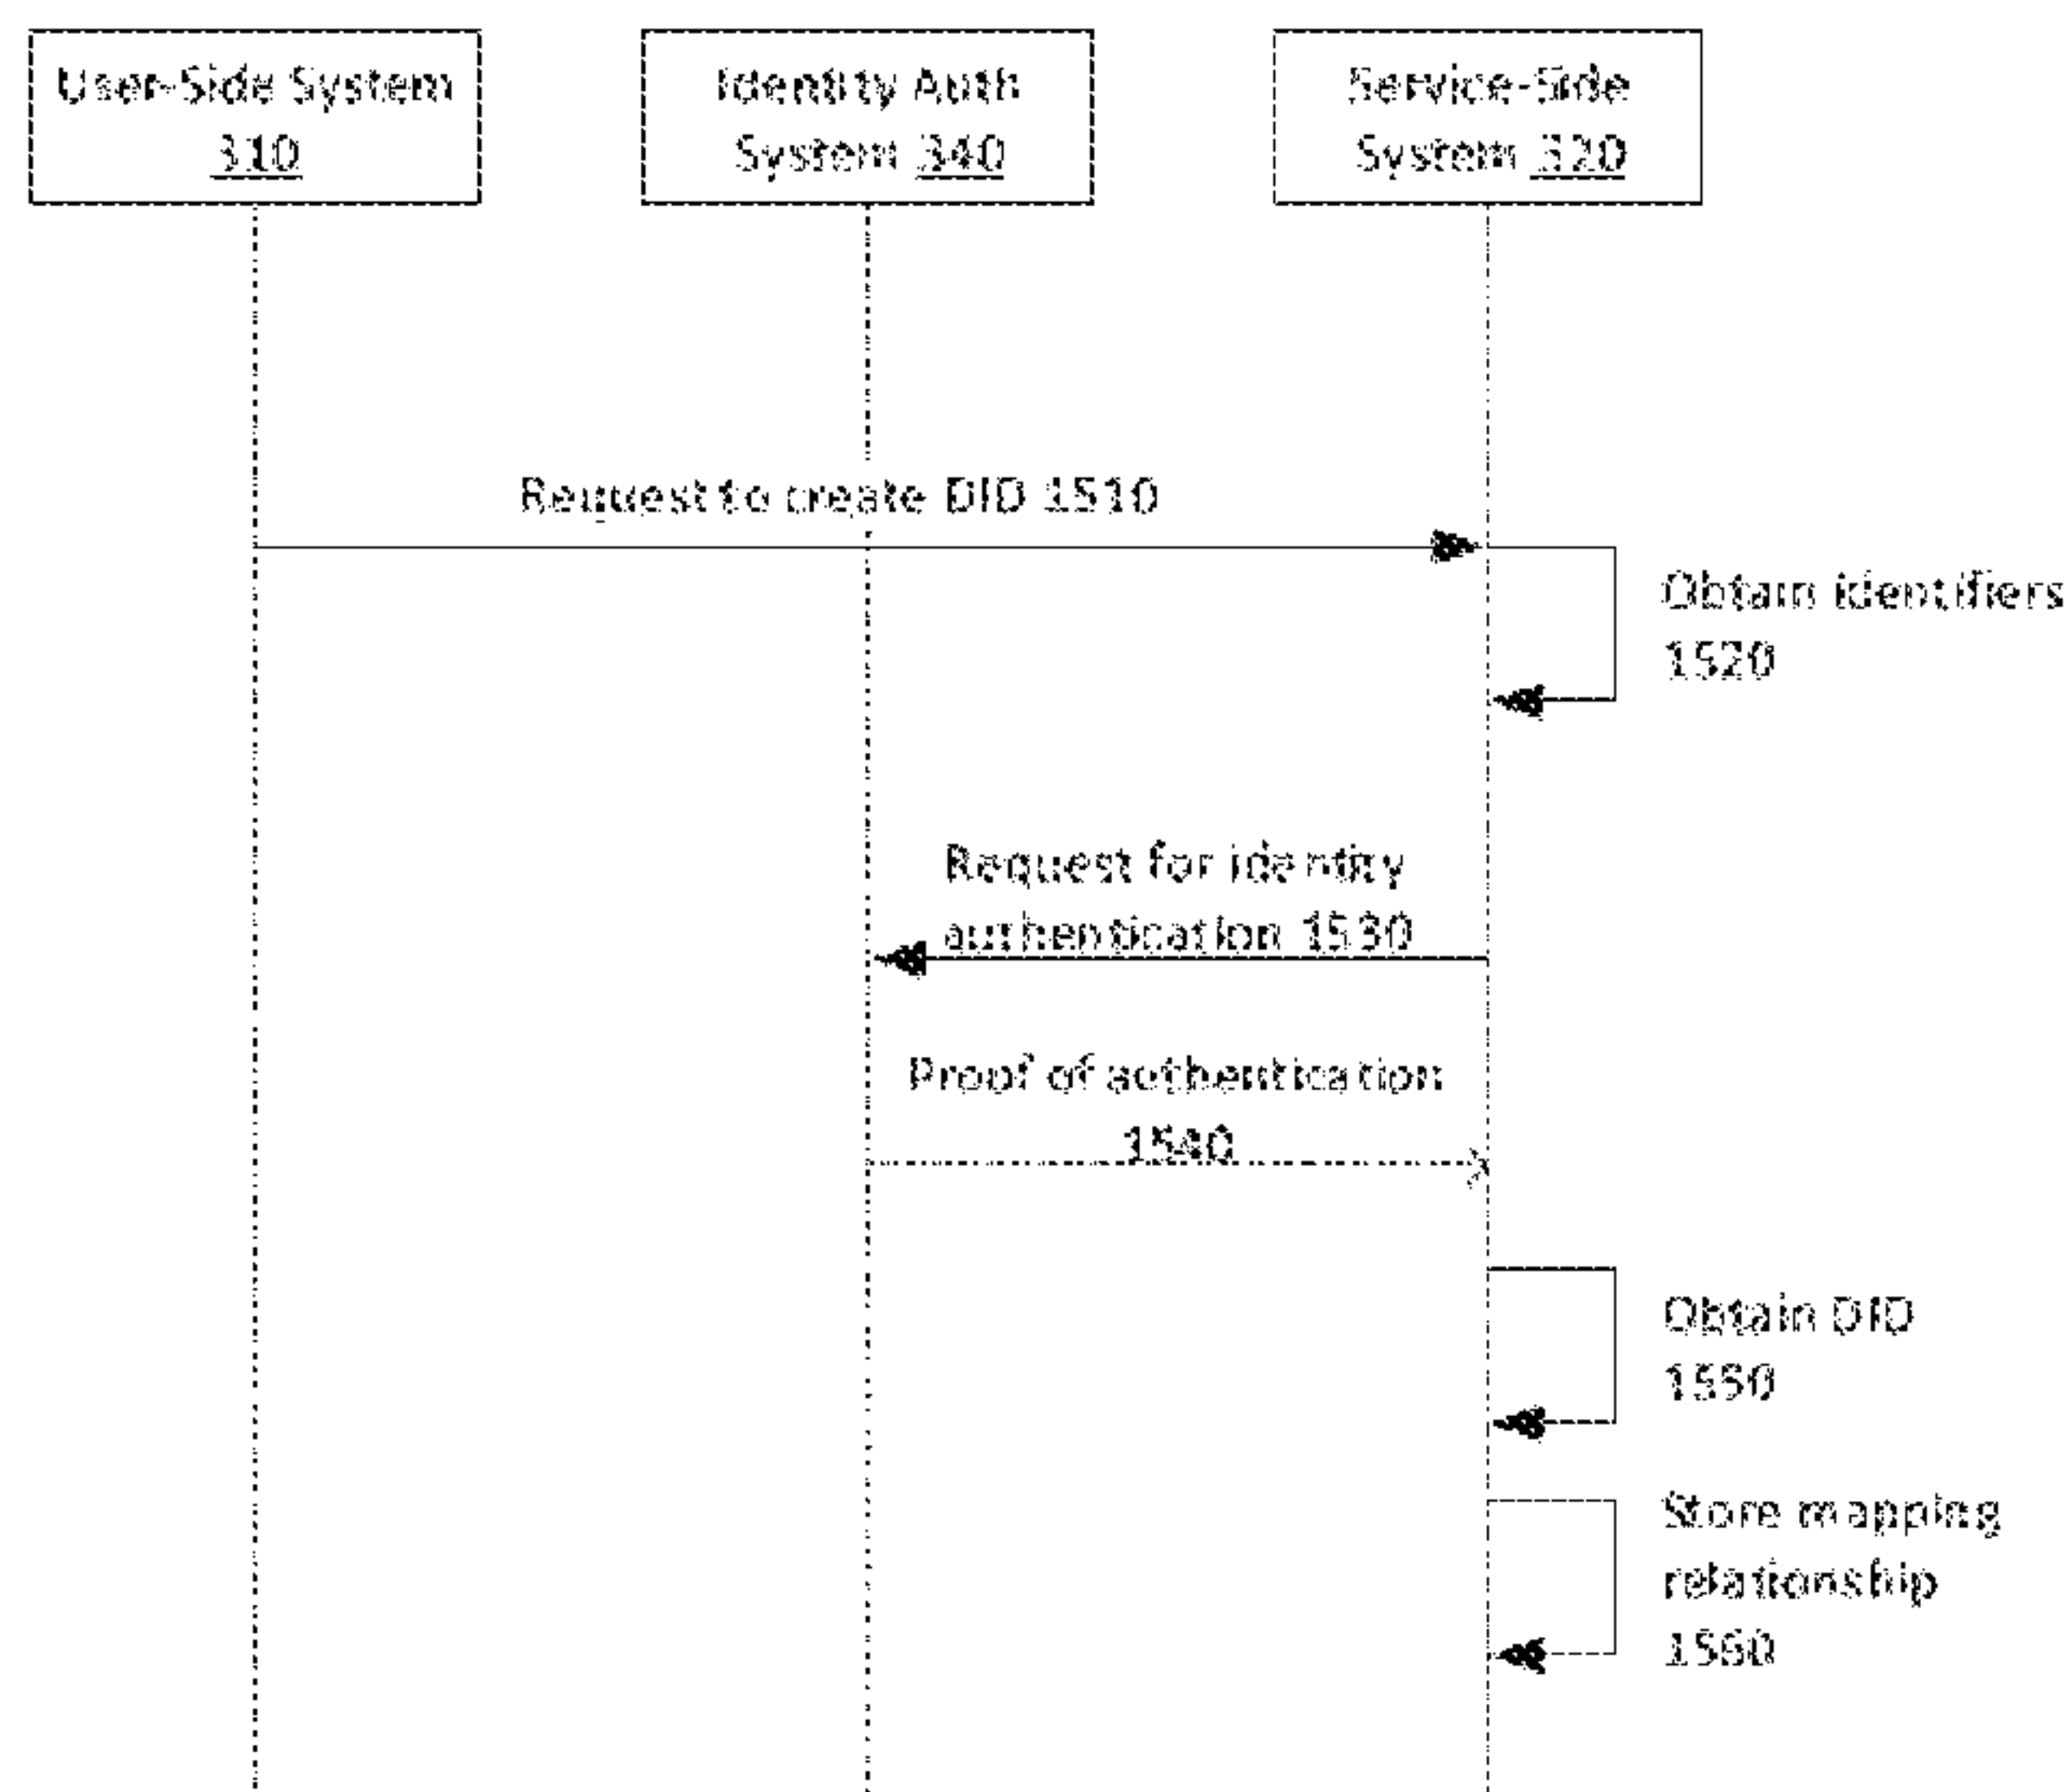 User-Side System
310
Identity Auth
System 340
Service-Side
System 320
Request to create DID 1510
Obtain identifiers
1520
Request for identity
authentication 1530
Proof of authentication
1540
Obtain DID
1550
Store mapping
relationship
1560